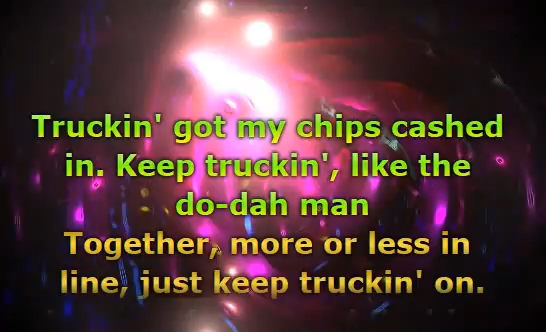 Truckin' got my chips cashed
in. Keep truckin', like the
do-dah man
Together, more or less in
line, just keep truckin' on.